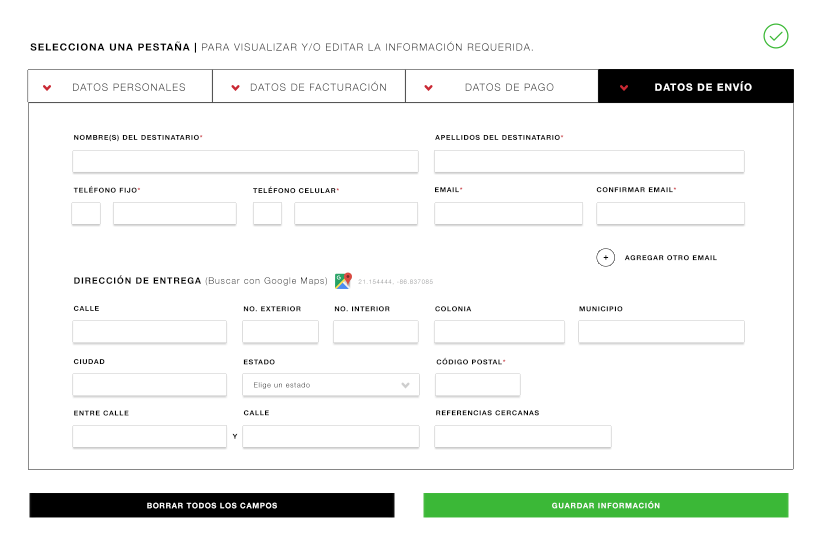 SELECCIONA UNA PESTAÑA | PARA VISUALIZAR Y/O EDITAR LA INFORMACIÓN REQUERIDA.
DATOS PERSONALES DATOS DE FACTURACIÓN DATOS DE PAGO DATOS DE ENVÍO
NOMBRE(S) DEL DESTINATARIO* APELLIDOS DEL DESTINATARIO*
TELÉFONO FIJO* TELÉFONO CELULAR* EMAIL* CONFIRMAR EMAIL*
+ AGREGAR OTRO EMAIL
DIRECCIÓN DE ENTREGA (Buscar con Google Maps) G 21.154444, -86.837085
CALLE NO. EXTERIOR NO. INTERIOR COLONIA MUNICIPIO
CIUDAD ESTADO CÓDIGO POSTAL*
Elige un estado
ENTRE CALLE CALLE REFERENCIAS CERCANAS
Y
BORRAR TODOS LOS CAMPOS GUARDAR INFORMACIÓN